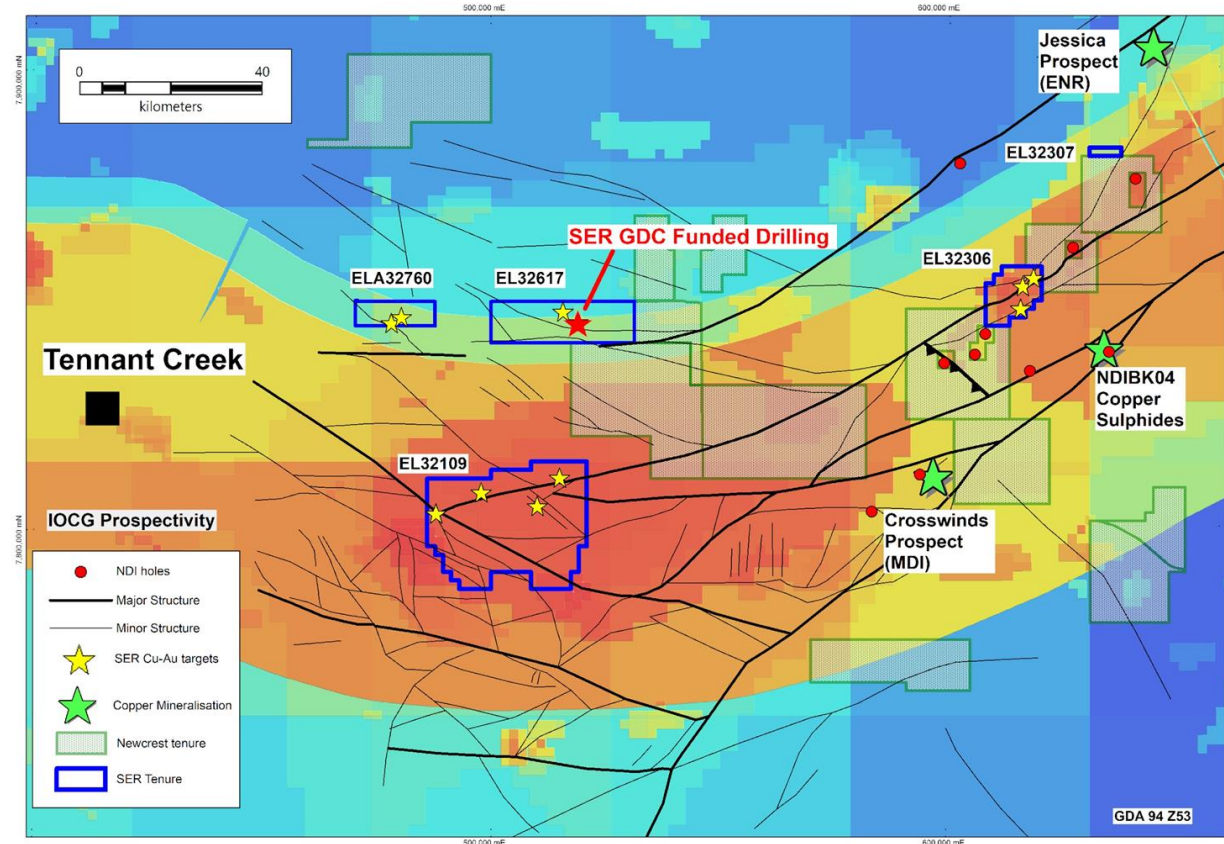 500,000 mE
600,000 mE
7,900,000 mN
0
40
kilometers
Jessica
Prospect
(ENR)
EL32307
SER GDC Funded Drilling
ELA32760
EL32617
EL32306
Tennant Creek
NDIBK04
Copper
Sulphides
EL32109
Crosswinds
Prospect
(MDI)
7,800,000 mN
IOCG Prospectivity
Legend
NDI holes
Major Structure
Minor Structure
SER Cu-Au targets
Copper Mineralisation
Newcrest tenure
SER Tenure
GDA 94 Z53
500,000 mE
600,000 mE